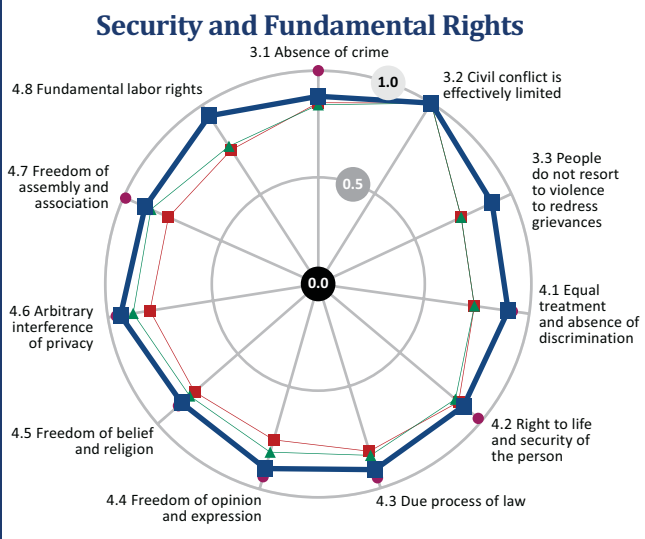 Security and Fundamental Rights
3.1 Absence of crime
1.0
3.2 Civil conflict is
effectively limited
4.8 Fundamental labor rights
3.3 People
do not resort
to violence
to redress
grievances
4.7 Freedom of
assembly and
association
0.5
0.0
4.1 Equal
treatment
and absence of
discrimination
4.6 Arbitrary
interference
of privacy
4.2 Right to life
and security of
the person
4.5 Freedom of belief
and religion
4.4 Freedom of opinion
and expression
4.3 Due process of law